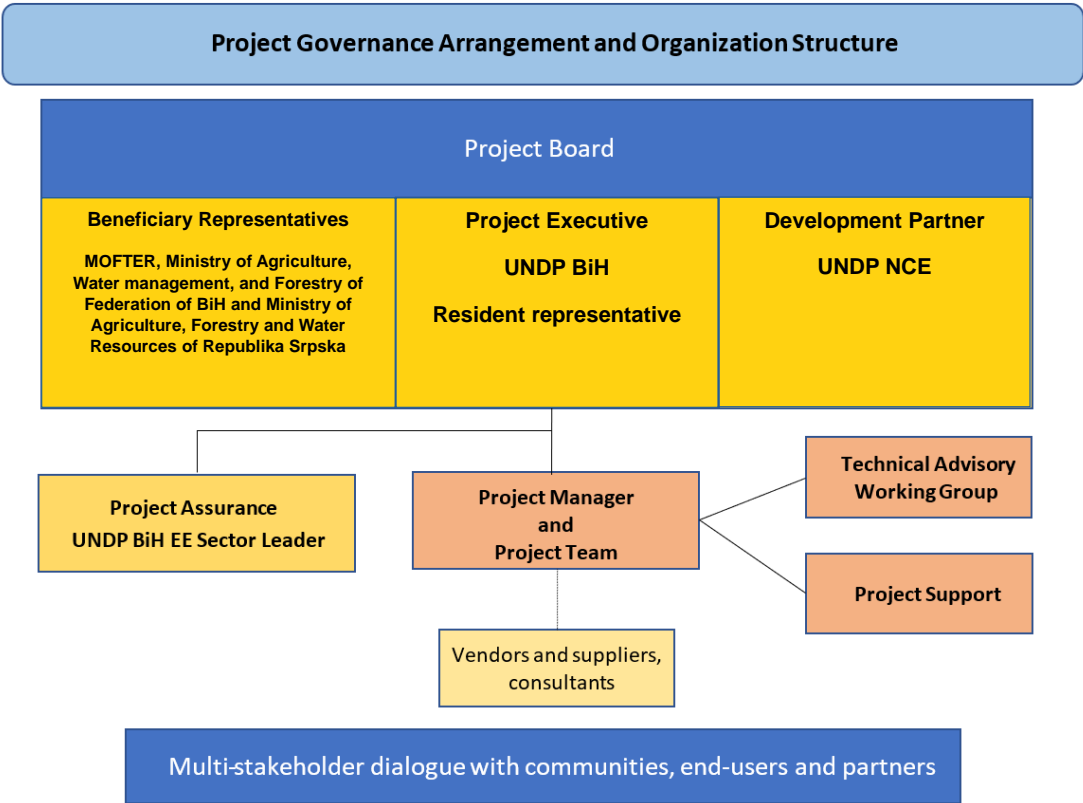 Project Governance Arrangement and Organization Structure
Project Board
Beneficiary Representatives
MOFTER, Ministry of Agriculture,
Water management, and Forestry of
Federation of BiH and Ministry of
Agriculture, Forestry and Water
Resources of Republika Srpska
Project Executive
UNDP BiH
Resident representative
Development Partner
UNDP NCE
Project Assurance
UNDP BiH EE Sector Leader
Project Manager
and
Project Team
Technical Advisory
Working Group
Project Support
Vendors and suppliers,
consultants
Multi-stakeholder dialogue with communities, end-users and partners